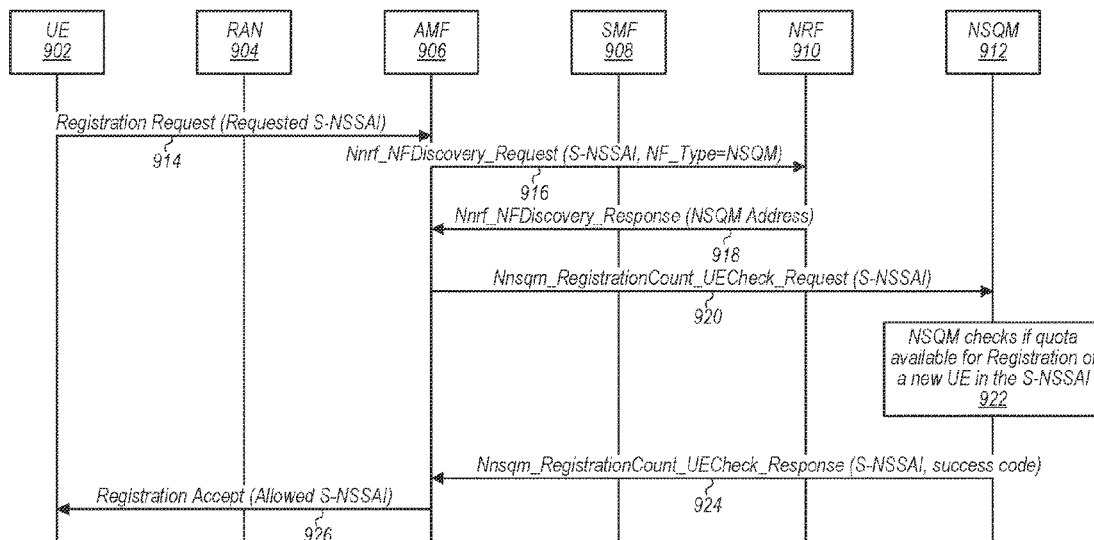 UE
902
RAN
904
AMF
906
SMF
908
NRF
910
NSQM
912
Registration Request (Requested S-NSSAI)
914
Nnrf_NFDiscovery_Request (S-NSSAI, NF_Type=NSQM)
916
Nnrf_NFDiscovery_Response (NSQM Address)
918
Nnsqm_RegistrationCount_UECheck_Request (S-NSSAI)
920
NSQM checks if quota
available for Registration of
a new UE in the S-NSSAI
922
Nnsqm_RegistrationCount_UECheck_Response (S-NSSAI, success code)
924
Registration Accept (Allowed S-NSSAI)
926